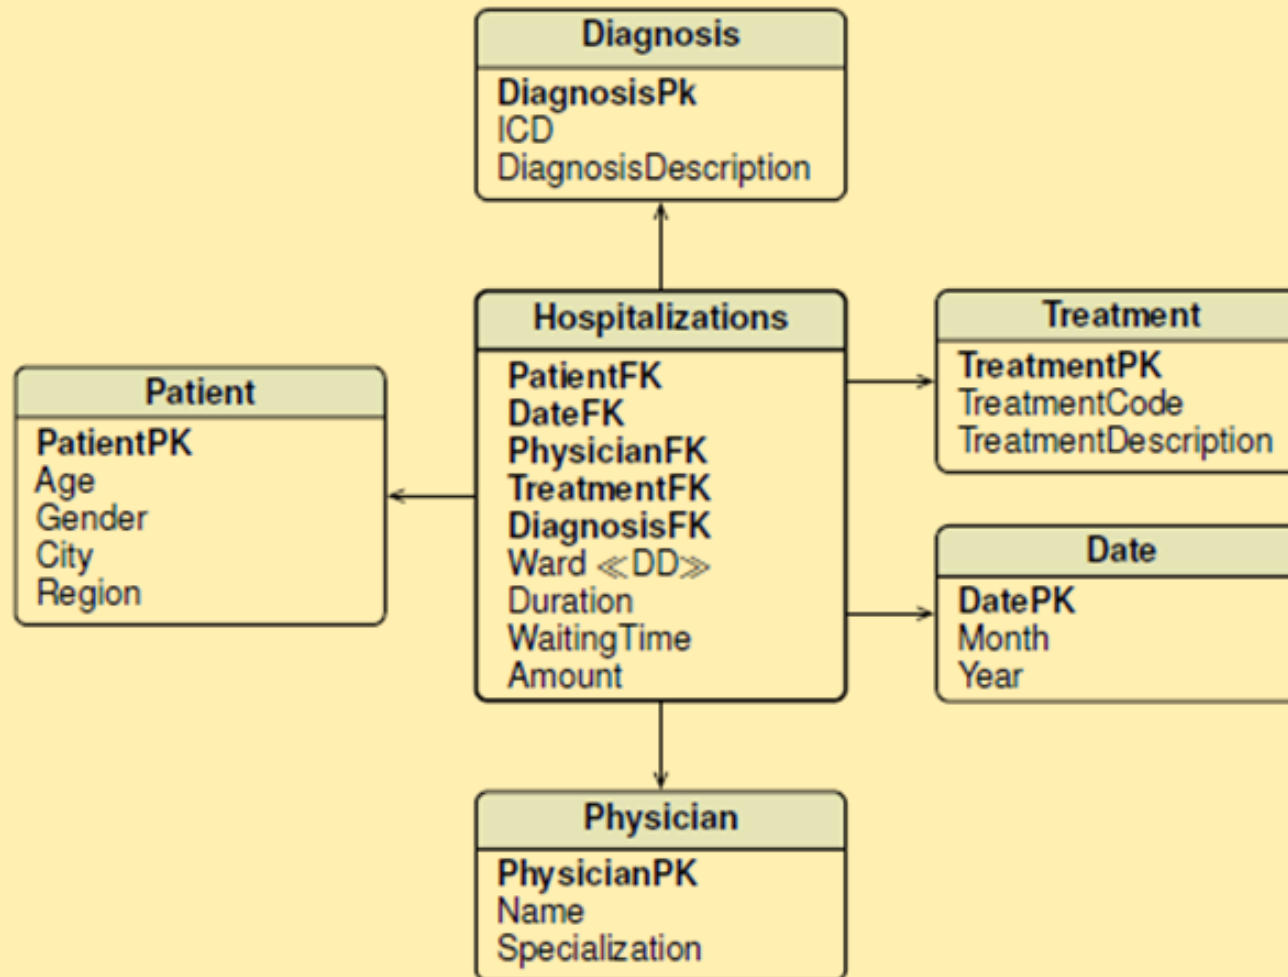 Diagnosis
DiagnosisPk
ICD
DiagnosisDescription
Hospitalizations
PatientFK
DateFK
PhysicianFK
TreatmentFK
DiagnosisFK
Ward ≪DD≫
Duration
WaitingTime
Amount
Treatment
TreatmentPK
TreatmentCode
TreatmentDescription
Patient
PatientPK
Age
Gender
City
Region
Date
DatePK
Month
Year
Physician
PhysicianPK
Name
Specialization